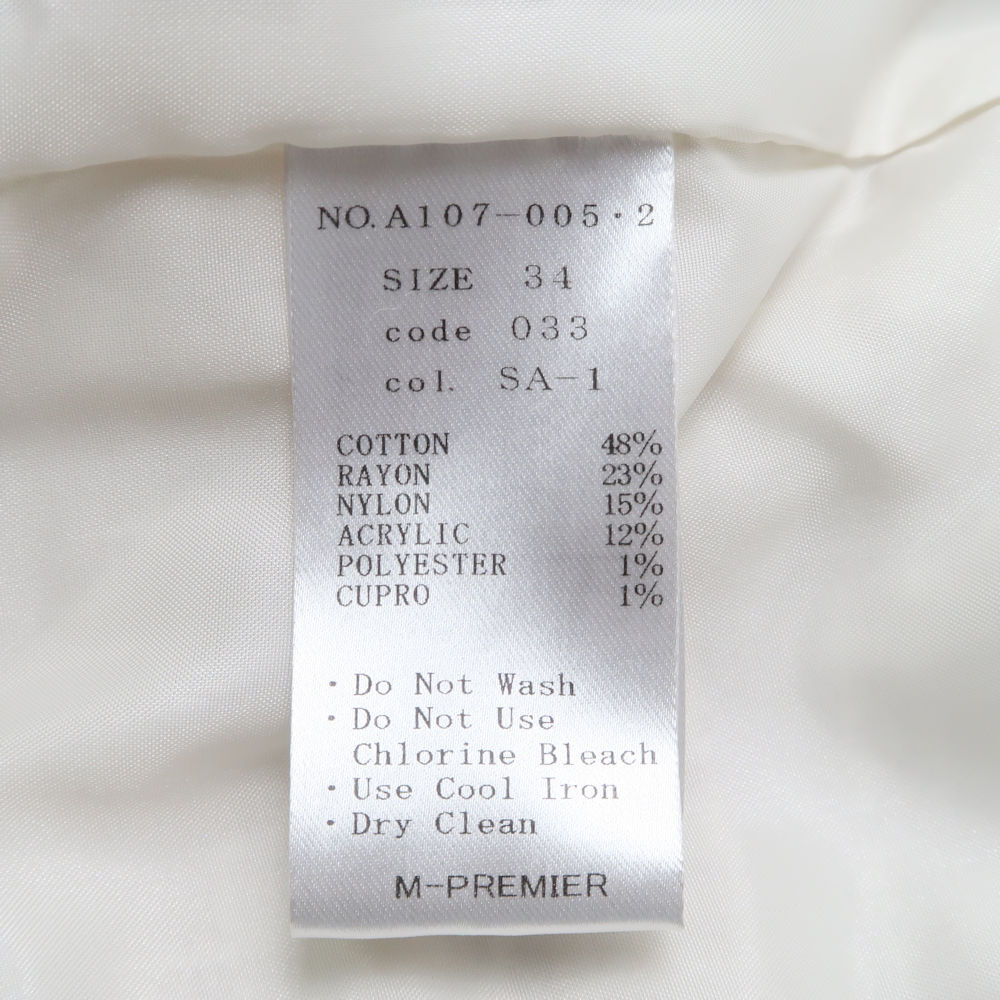 NO.A107-005・2
SIZE 34
code 033
col. SA-1
COTTON 48%
RAYON 23%
NYLON 15%
ACRYLIC 12%
POLYESTER 1%
CUPRO 1%
・Do Not Wash
・Do Not Use
Chlorine Bleach
・Use Cool Iron
・Dry Clean
M-PREMIER